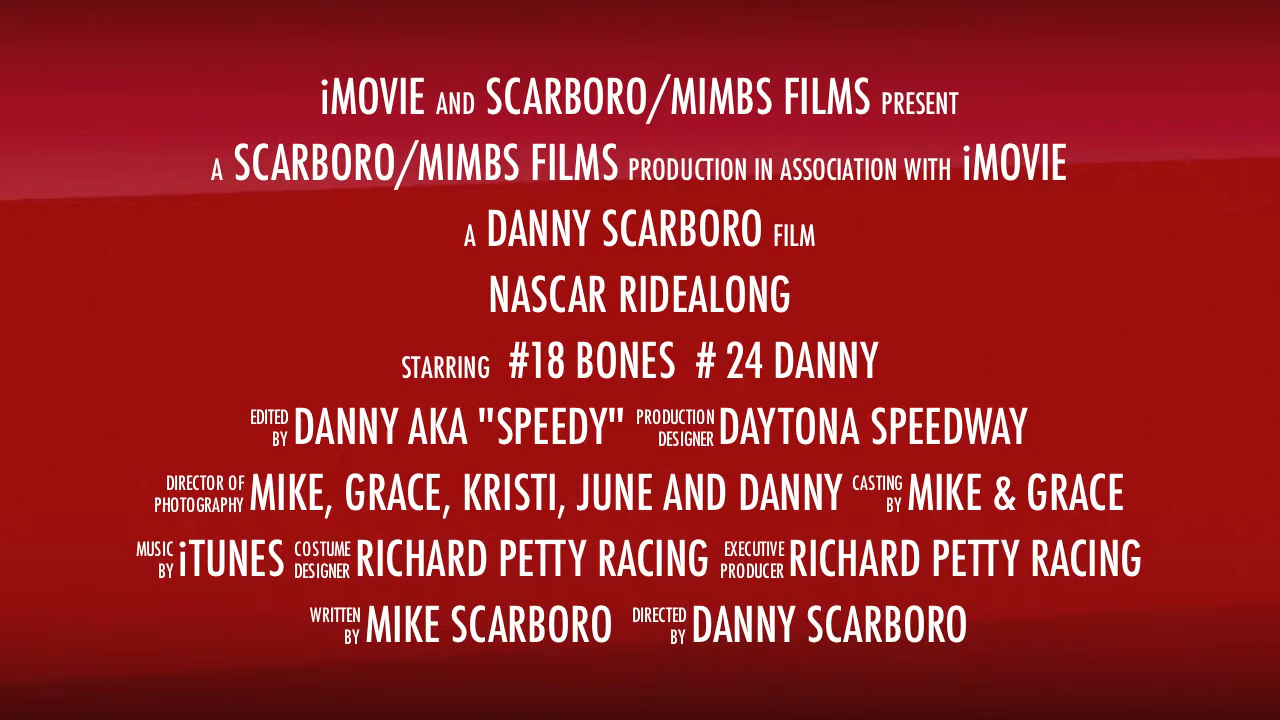 iMOVIE AND SCARBORO/MIMBS FILMS PRESENT
A SCARBORO/MIMBS FILMS PRODUCTION IN ASSOCIATION WITH iMOVIE
A DANNY SCARBORO FILM
NASCAR RIDEALONG
STARRING #18 BONES # 24 DANNY
EDITED BY DANNY AKA "SPEEDY" PRODUCTION DESIGNER DAYTONA SPEEDWAY
DIRECTOR OF PHOTOGRAPHY MIKE, GRACE, KRISTI, JUNE AND DANNY CASTING BY MIKE & GRACE
MUSIC BY iTUNES COSTUME DESIGNER RICHARD PETTY RACING EXECUTIVE PRODUCER RICHARD PETTY RACING
WRITTEN BY MIKE SCARBORO DIRECTED BY DANNY SCARBORO